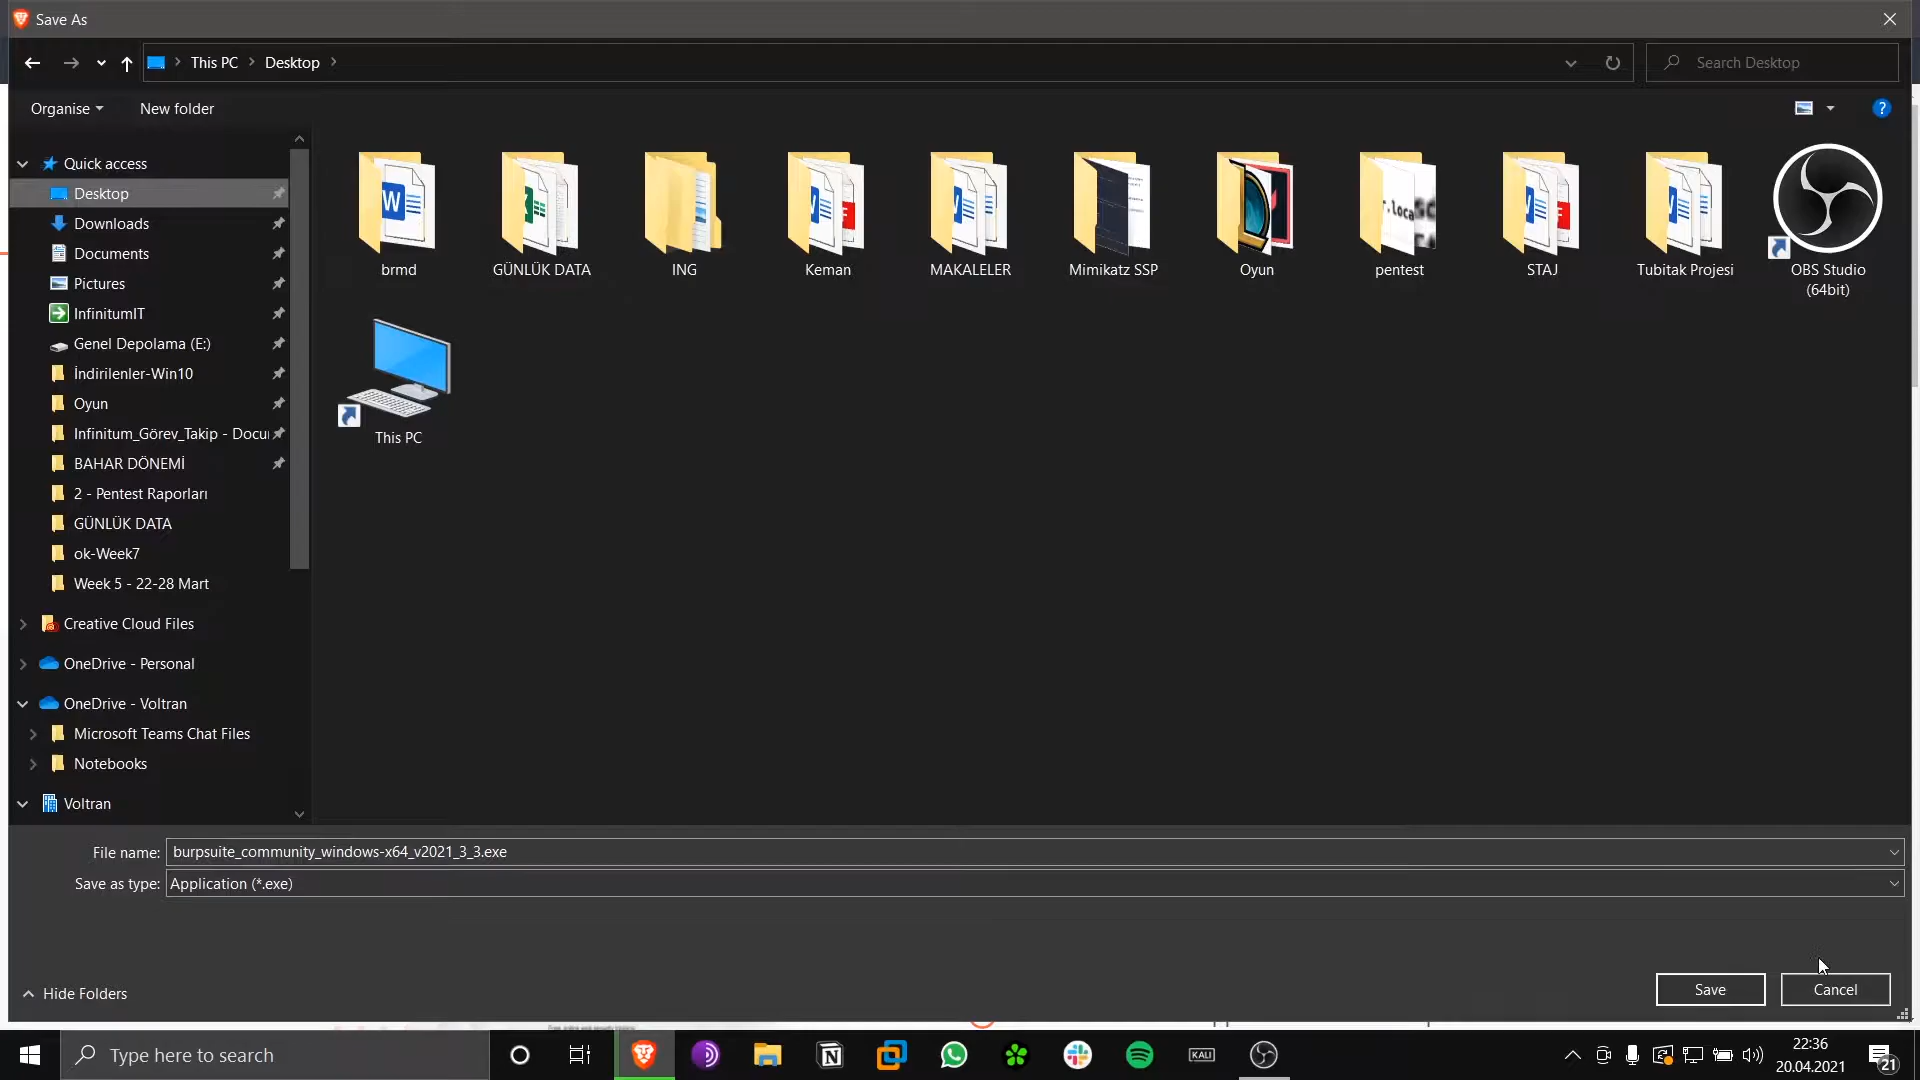 Save As
This PC
Desktop
Search Desktop
Organise
New folder
?
Quick access
Desktop
Downloads
Documents
Pictures
InfinitumIT
Genel Depolama (E:)
İndirilenler-Win10
Oyun
Infinitum_Görev_Takip - Docu
BAHAR DÖNEMİ
2 - Pentest Raporları
GÜNLÜK DATA
ok-Week7
Week 5 - 22-28 Mart
Creative Cloud Files
OneDrive - Personal
OneDrive - Voltran
Microsoft Teams Chat Files
Notebooks
Voltran
brmd
GÜNLÜK DATA
ING
Keman
MAKALELER
Mimikatz SSP
Oyun
pentest
STAJ
Tubitak Projesi
OBS Studio
(64bit)
This PC
File name:
burpsuite_community_windows-x64_v2021_3_3.exe
Save as type:
Application (*.exe)
Hide Folders
Save
Cancel
Type here to search
KALI
22:36
20.04.2021
21